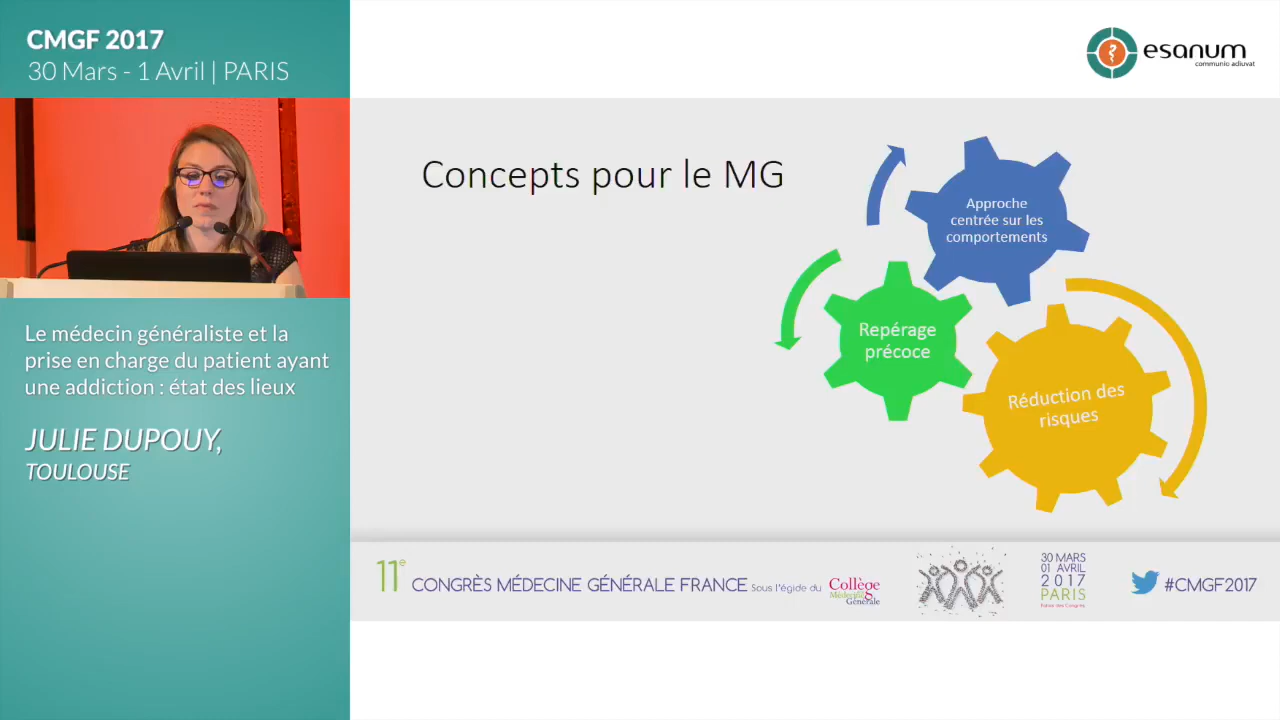 CMGF 2017
30 Mars - 1 Avril | PARIS
esanum
communio adiuvat
Le médecin généraliste et la
prise en charge du patient ayant
une addiction : état des lieux
JULIE DUPOUY,
TOULOUSE
Concepts pour le MG
Approche
centrée sur les
comportements
Repérage
précoce
Réduction des
risques
11e CONGRÈS MÉDECINE GÉNÉRALE FRANCE Sous l'égide du
Collège
Médecine
Générale
30 MARS
01 AVRIL
2017
PARIS
Palais des Congrès
#CMGF2017